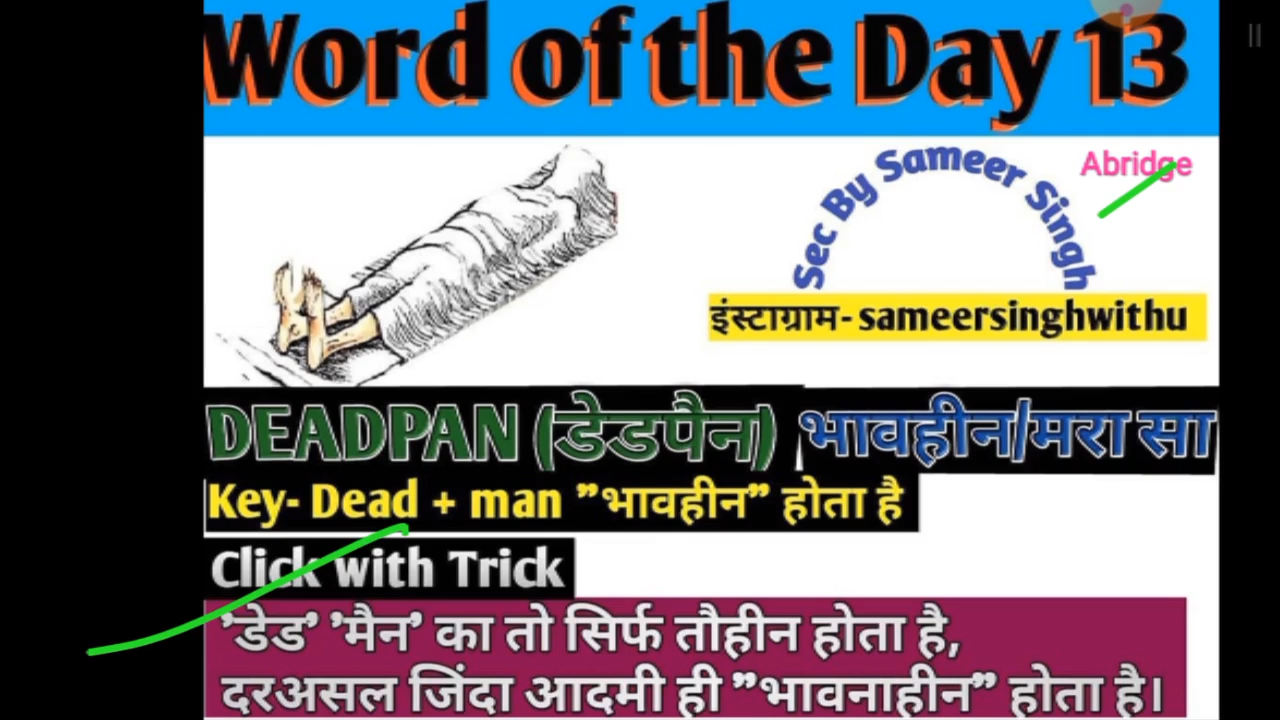 Word of the Day 13
Sec By Sameer Singh
Abridge
इंस्टाग्राम- sameersinghwithu
DEADPAN (डेडपैन) भावहीन/मरा सा
Key- Dead + man ”भावहीन” होता है
Click with Trick
’डेड’ ’मैन’ का तो सिर्फ तौहीन होता है,
दरअसल जिंदा आदमी ही ”भावनाहीन” होता है।